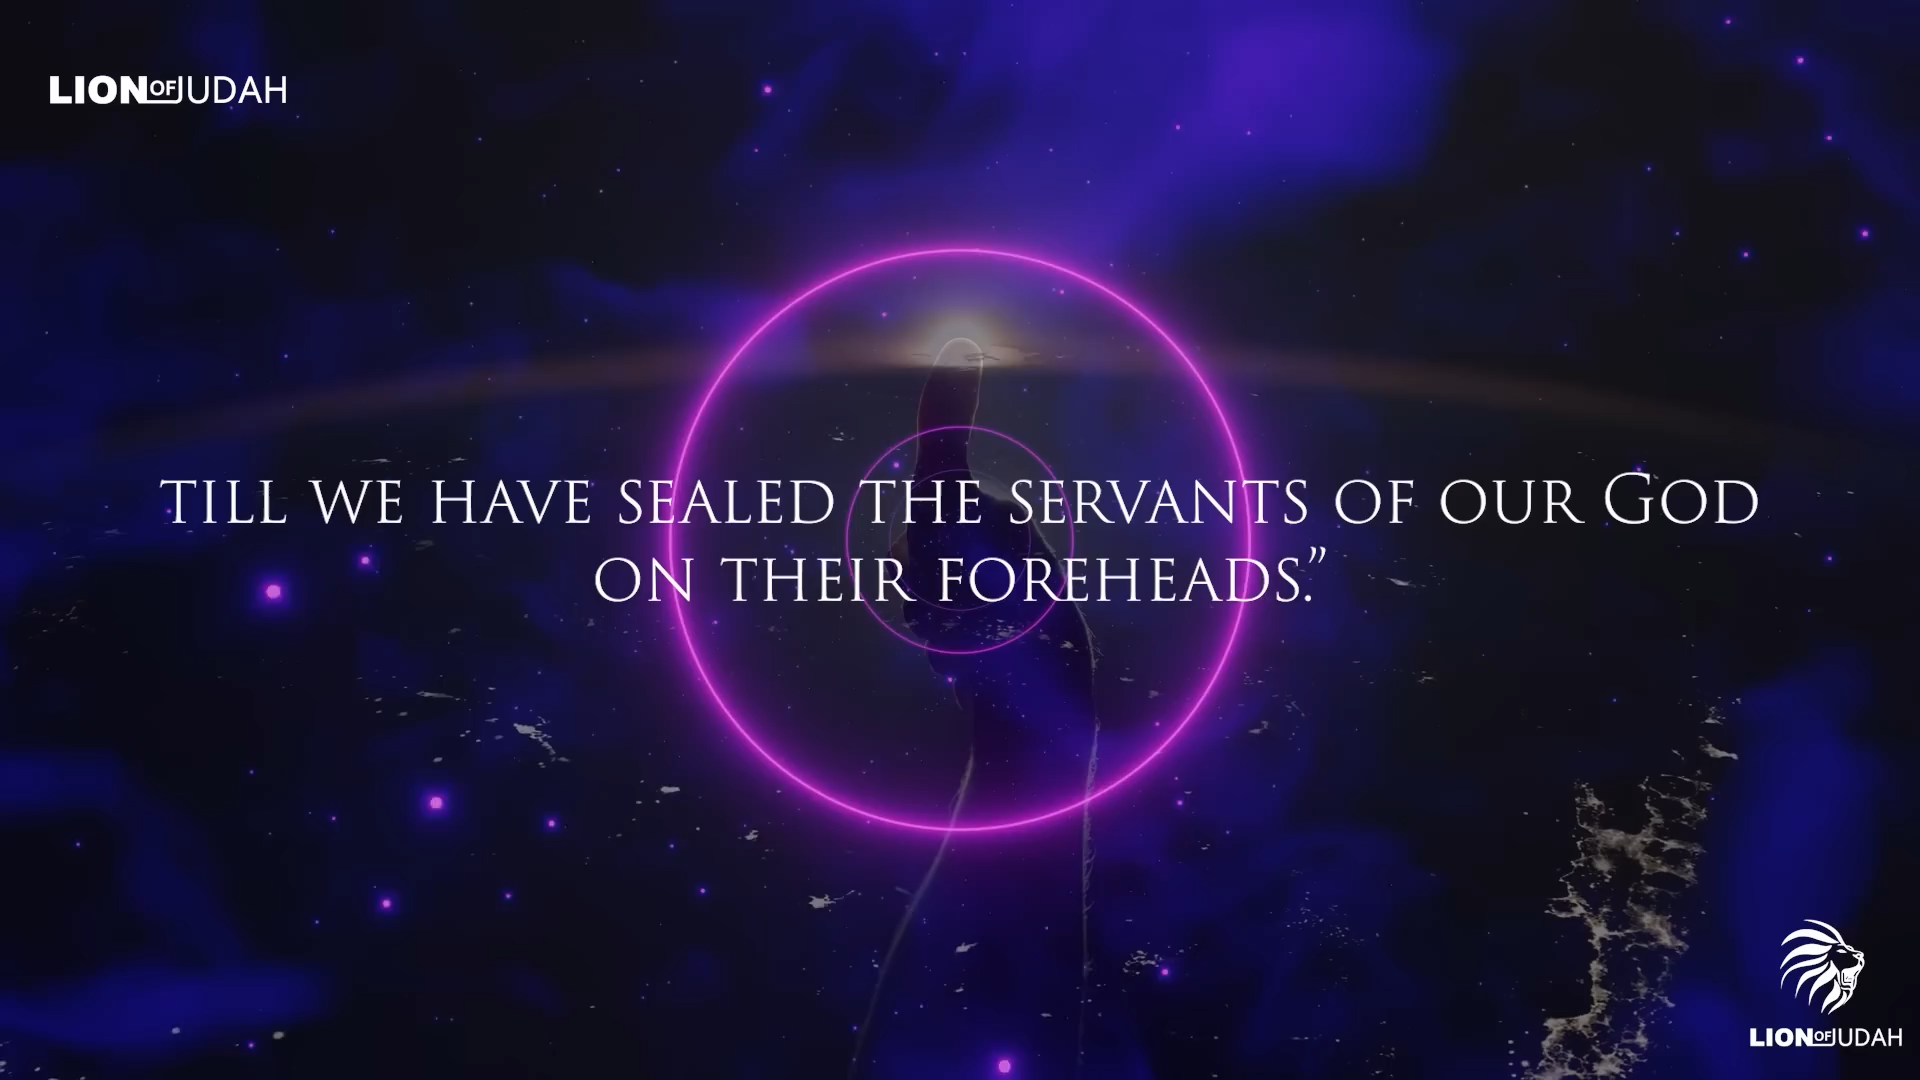 LION OF JUDAH
TILL WE HAVE SEALED THE SERVANTS OF OUR GOD
ON THEIR FOREHEADS.”
LION OF JUDAH